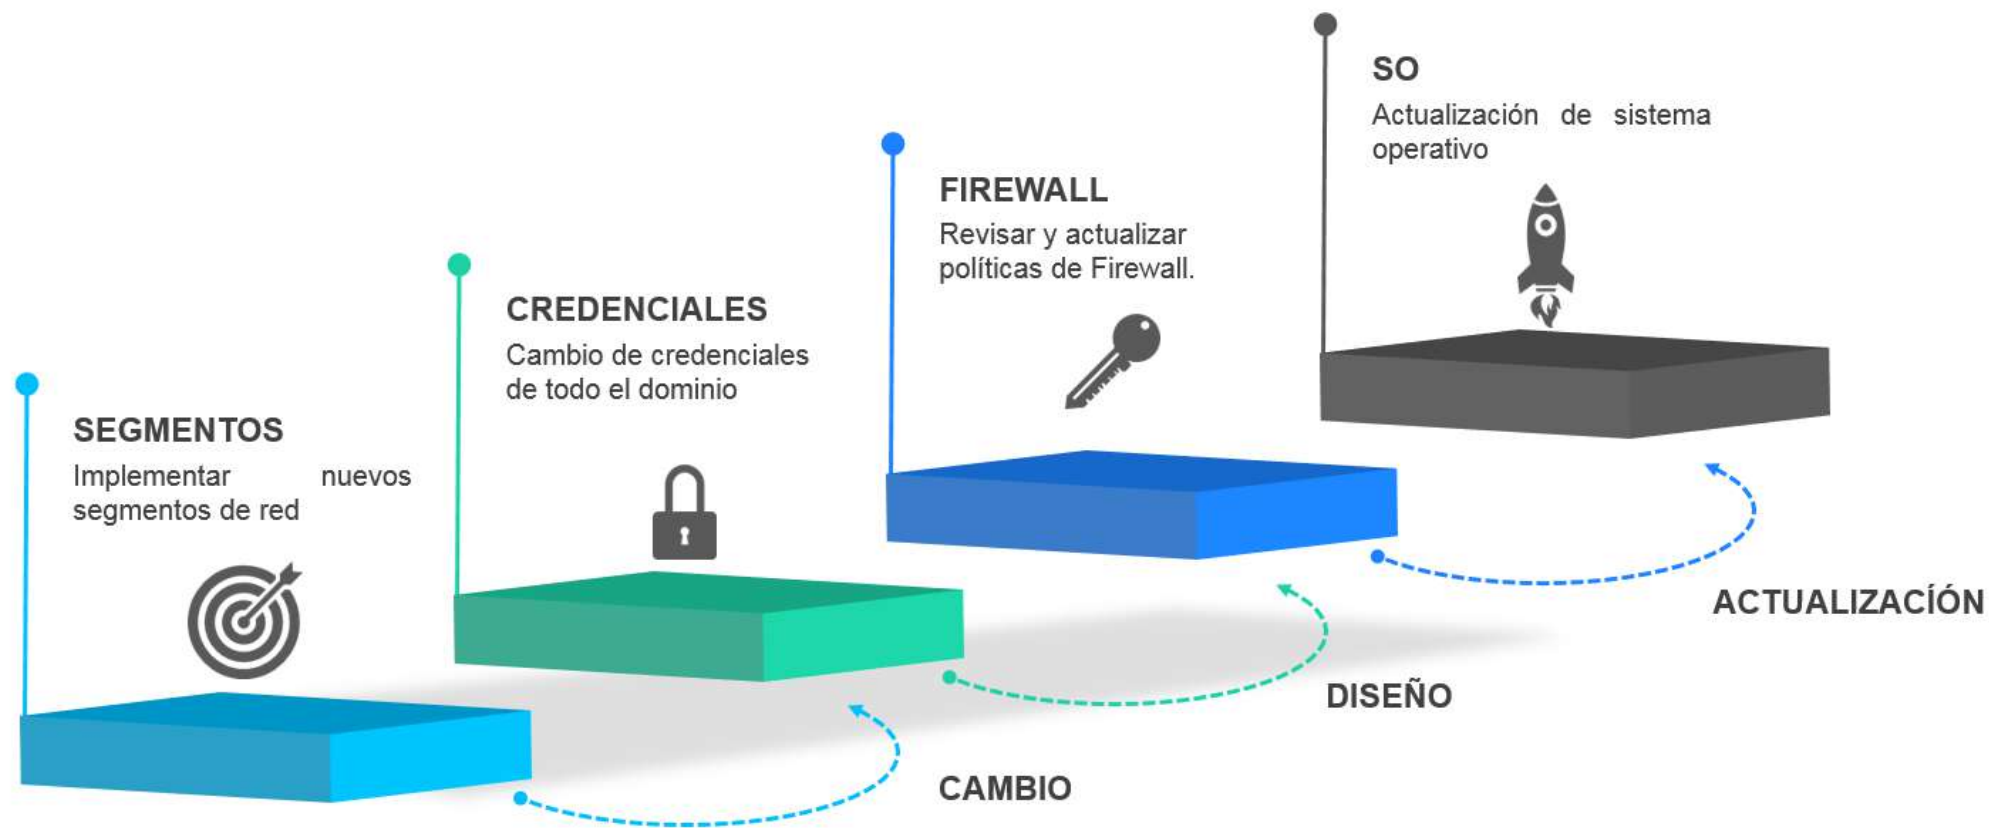 SEGMENTOS
Implementar nuevos
segmentos de red
CREDENCIALES
Cambio de credenciales
de todo el dominio
FIREWALL
Revisar y actualizar
políticas de Firewall.
SO
Actualización de sistema
operativo
CAMBIO
DISEÑO
ACTUALIZACÍÓN